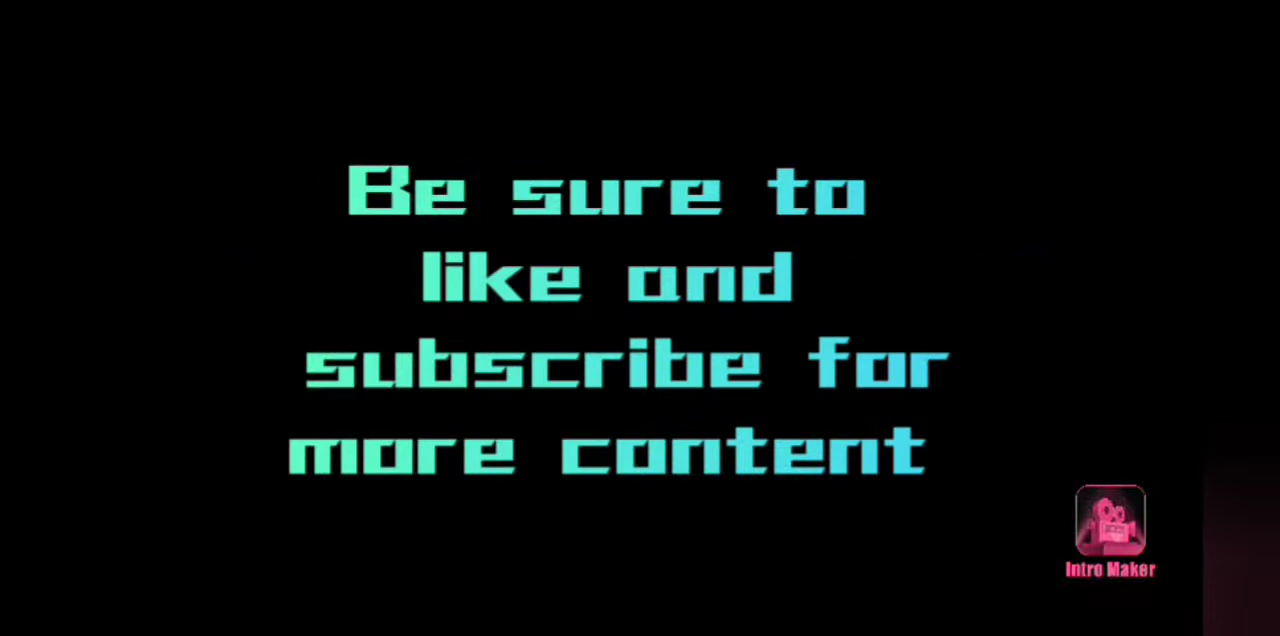 Be sure to
like and
subscribe for
more content
Intro Maker